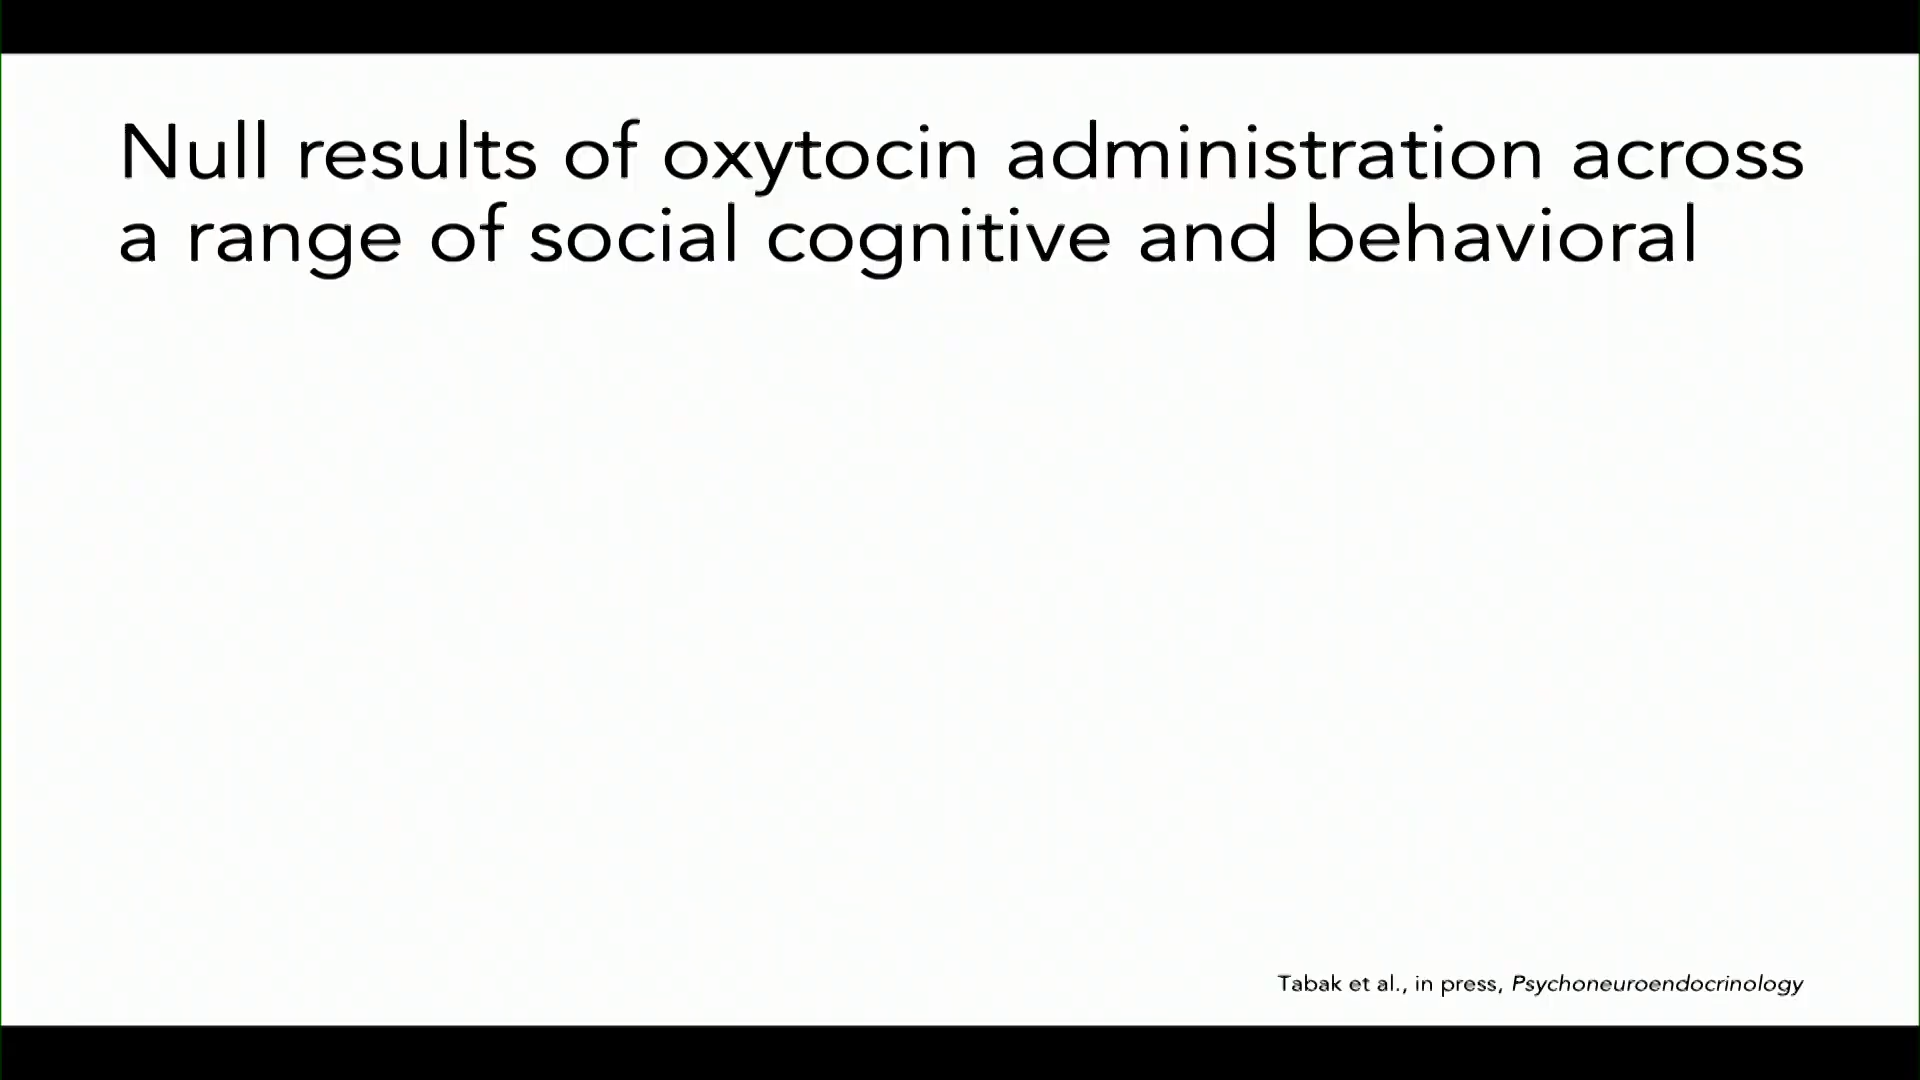 Null results of oxytocin administration across
a range of social cognitive and behavioral
Tabak et al., in press, Psychoneuroendocrinology